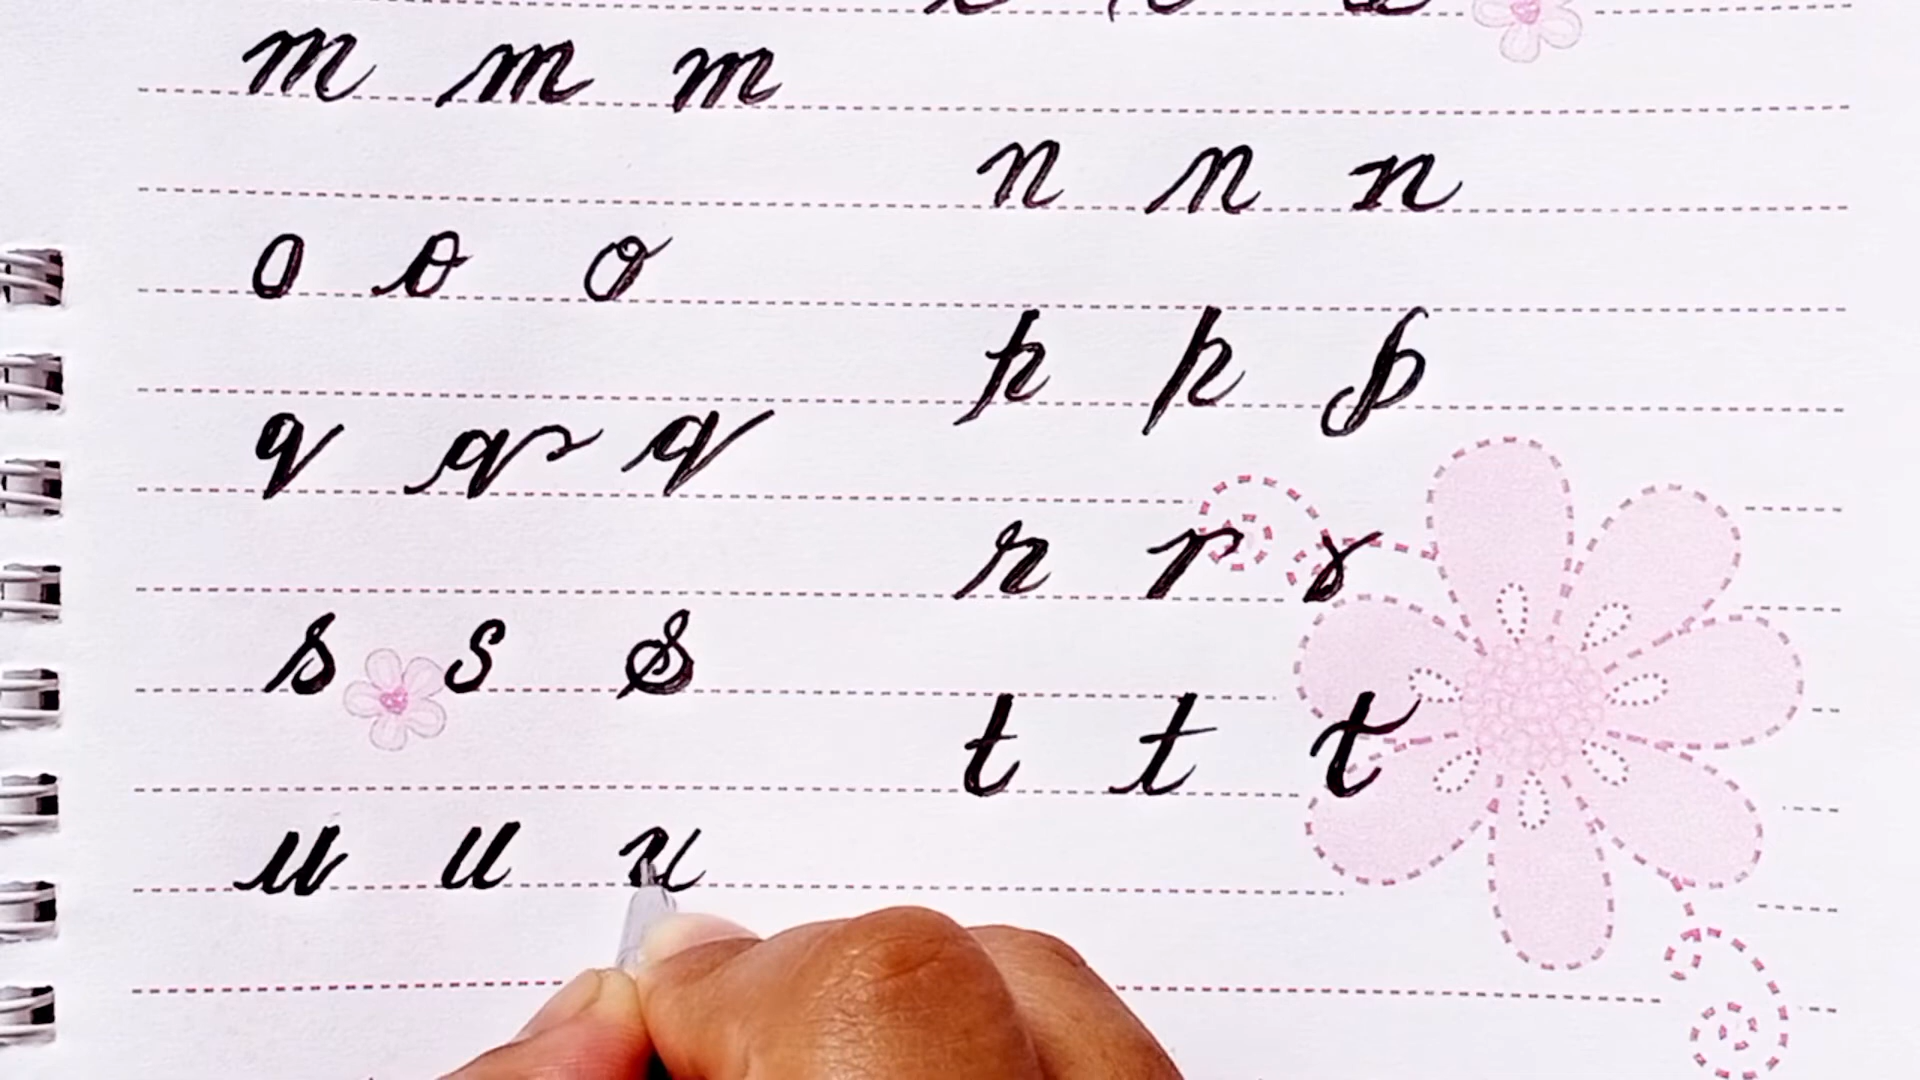 m m m
n n n
o o o
p p p
q q q
r r r
s s s
t t t
u u u